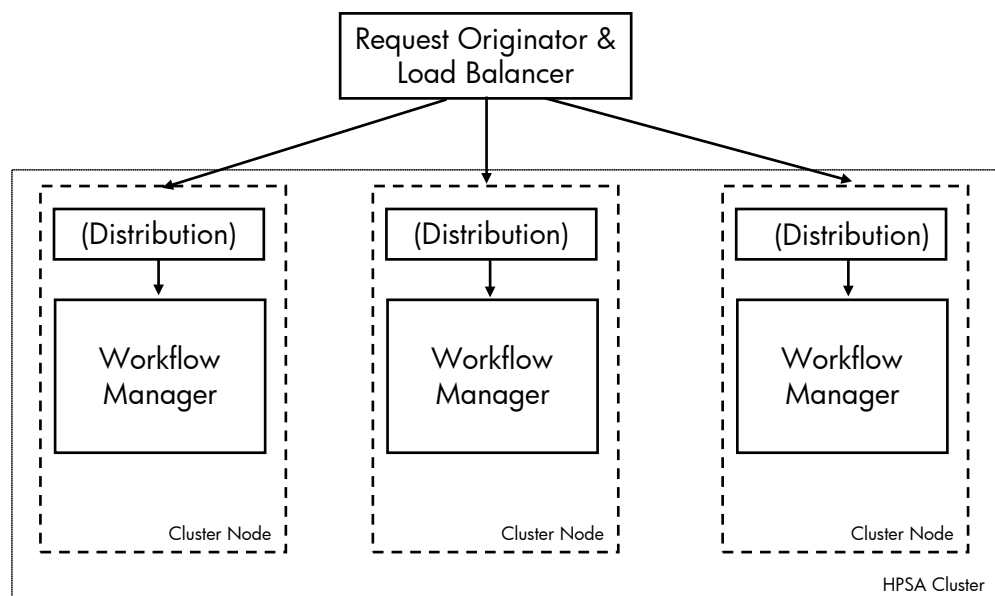 Request Originator &
Load Balancer
(Distribution)
(Distribution)
(Distribution)
Workflow
Manager
Workflow
Manager
Workflow
Manager
Cluster Node
Cluster Node
Cluster Node
HPSA Cluster